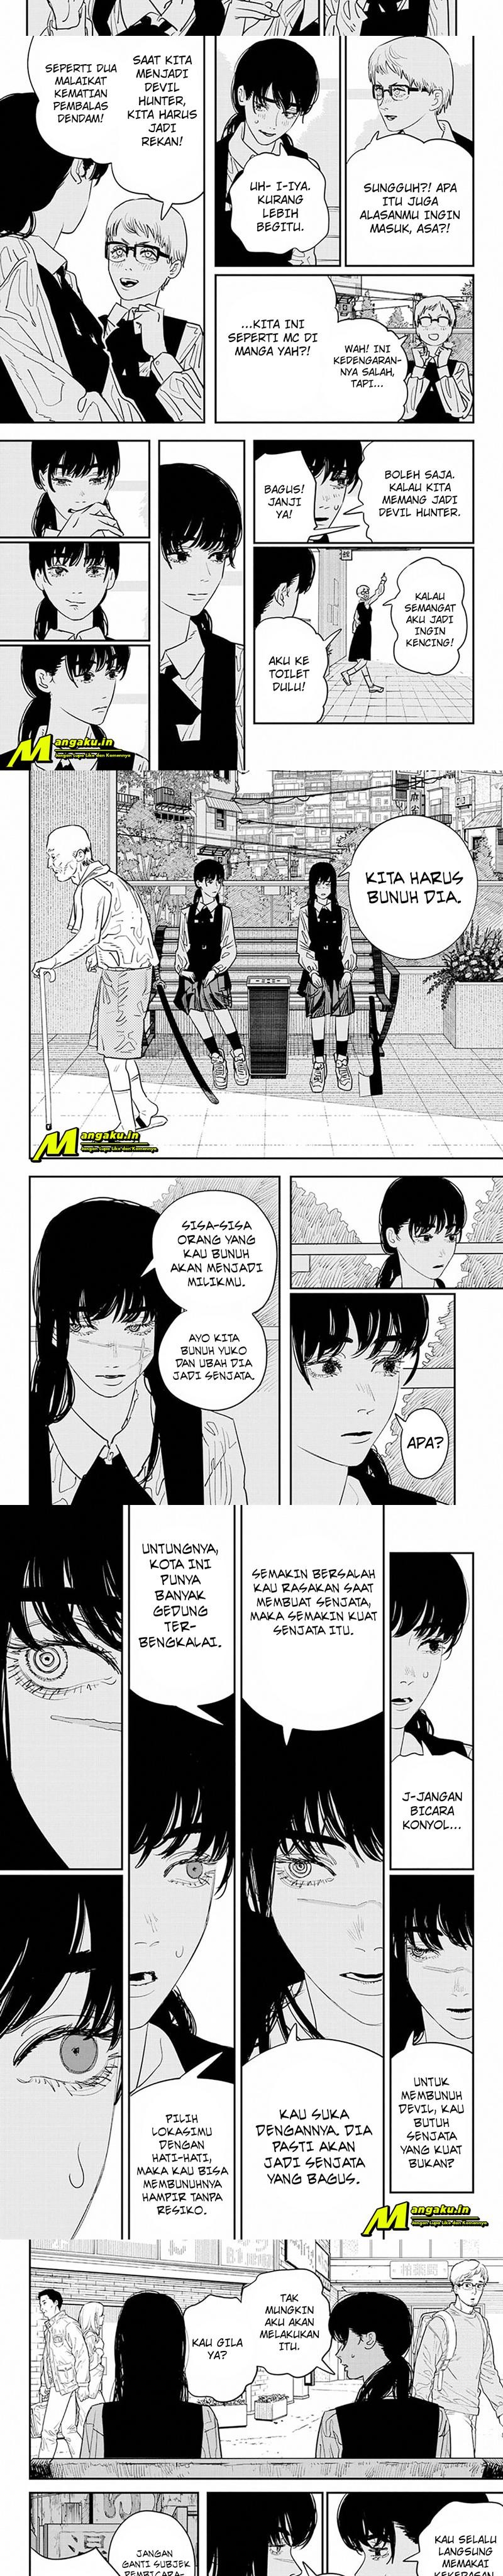 SAAT KITA
MENJADI
DEVIL
HUNTER,
KITA HARUS
JADI
REKAN!
SEPERTI DUA
MALAIKAT
KEMATIAN
PEMBALAS
DENDAM!
SUNGGUH?! APA
ITU JUGA
ALASANMU INGIN
MASUK, ASA?!
UH- I-IYA.
KURANG
LEBIH
BEGITU.
WAH! INI
KEDENGARAN-
NYA SALAH,
TAPI...
...KITA INI
SEPERTI MC DI
MANGA YAH?!
BOLEH SAJA.
KALAU KITA
MEMANG JADI
DEVIL HUNTER.
BAGUS!
JANJI
YA!
KALAU
SEMANGAT
AKU JADI
INGIN
KENCING!
AKU KE
TOILET
DULU!
Mangaku.in
KITA HARUS
BUNUH DIA.
Mangaku.in
SISA-SISA
ORANG YANG
KAU BUNUH
AKAN MENJADI
MILIKMU.
AYO KITA
BUNUH YUKO
DAN UBAH DIA
JADI SENJATA.
APA?
J-JANGAN
BICARA
KONYOL...
SEMAKIN BERSALAH
KAU RASAKAN SAAT
MEMBUAT SENJATA,
MAKA SEMAKIN KUAT
SENJATA ITU.
UNTUNGNYA,
KOTA INI
PUNYA
BANYAK
GEDUNG
TER-
BENGKALAI.
UNTUK
MEMBUNUH
DEVIL, KAU
BUTUH
SENJATA
YANG KUAT
BUKAN?
KAU SUKA
DENGANNYA. DIA
PASTI AKAN
JADI SENJATA
YANG BAGUS.
PILIH
LOKASIMU
DENGAN
HATI-HATI,
MAKA KAU BISA
MEMBUNUHNYA
HAMPIR TANPA
RESIKO.
Mangaku.in
TAK
MUNGKIN
AKU AKAN
MELAKUKAN
ITU.
KAU GILA
YA?
KAU SELALU
LANGSUNG
MEMAKAI
JANGAN
GANTI SUBJEK